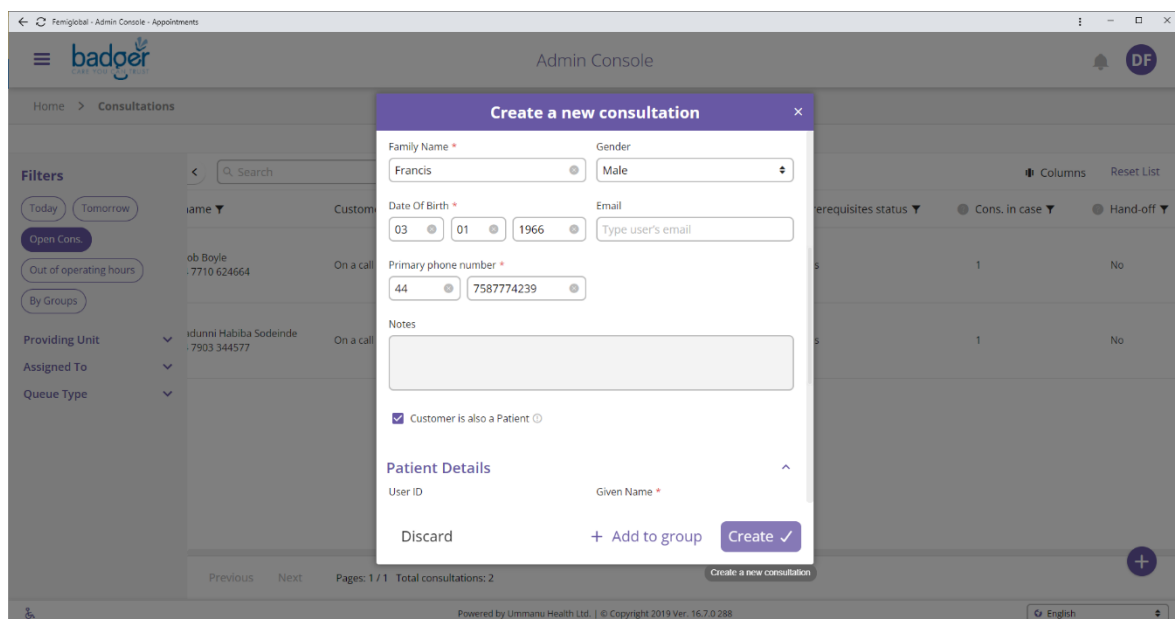 Femiglobal - Admin Console - Appointments
badger
CARE YOU CAN TRUST
Admin Console
DF
Home > Consultations
Create a new consultation
Filters
Search
Columns
Reset List
Today
Tomorrow
Open Cons.
Out of operating hours
By Groups
Providing Unit
Assigned To
Queue Type
ame
Custome
rerequisites status
Cons. in case
Hand-off
ob Boyle
7710 624664
On a call
s
1
No
dunni Habiba Sodeinde
7903 344577
On a call
s
1
No
Family Name *
Gender
Francis
Male
Date Of Birth *
Email
03
01
1966
Type user's email
Primary phone number *
44
7587774239
Notes
Customer is also a Patient
Patient Details
User ID
Given Name *
Discard
+ Add to group
Create ✓
Create a new consultation
Previous
Next
Pages: 1 / 1 Total consultations: 2
Powered by Ummanu Health Ltd. | © Copyright 2019 Ver. 16.7.0 288
English